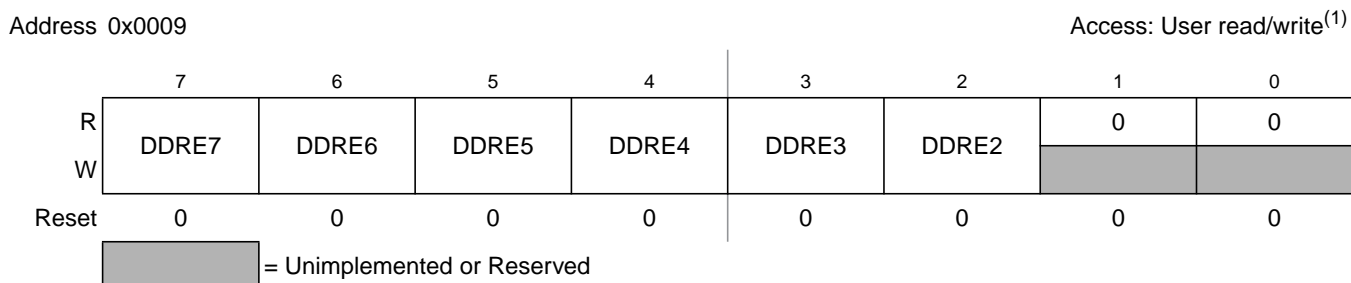 Address 0x0009 Access: User read/write(1)
7 6 5 4 3 2 1 0
R DDRE7 DDRE6 DDRE5 DDRE4 DDRE3 DDRE2 0 0
W
Reset 0 0 0 0 0 0 0 0
= Unimplemented or Reserved